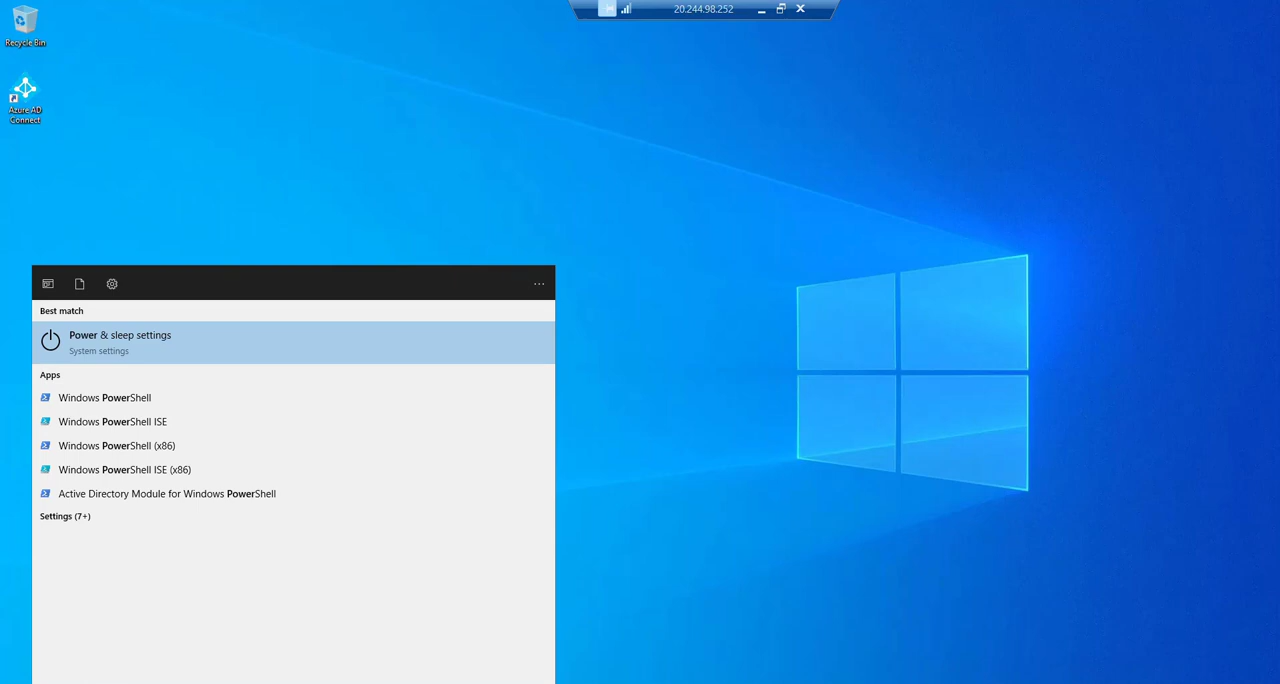 20.244.98.252
Recycle Bin
Azure AD
Connect
...
Best match
Power & sleep settings
System settings
Apps
Windows PowerShell
Windows PowerShell ISE
Windows PowerShell (x86)
Windows PowerShell ISE (x86)
Active Directory Module for Windows PowerShell
Settings (7+)